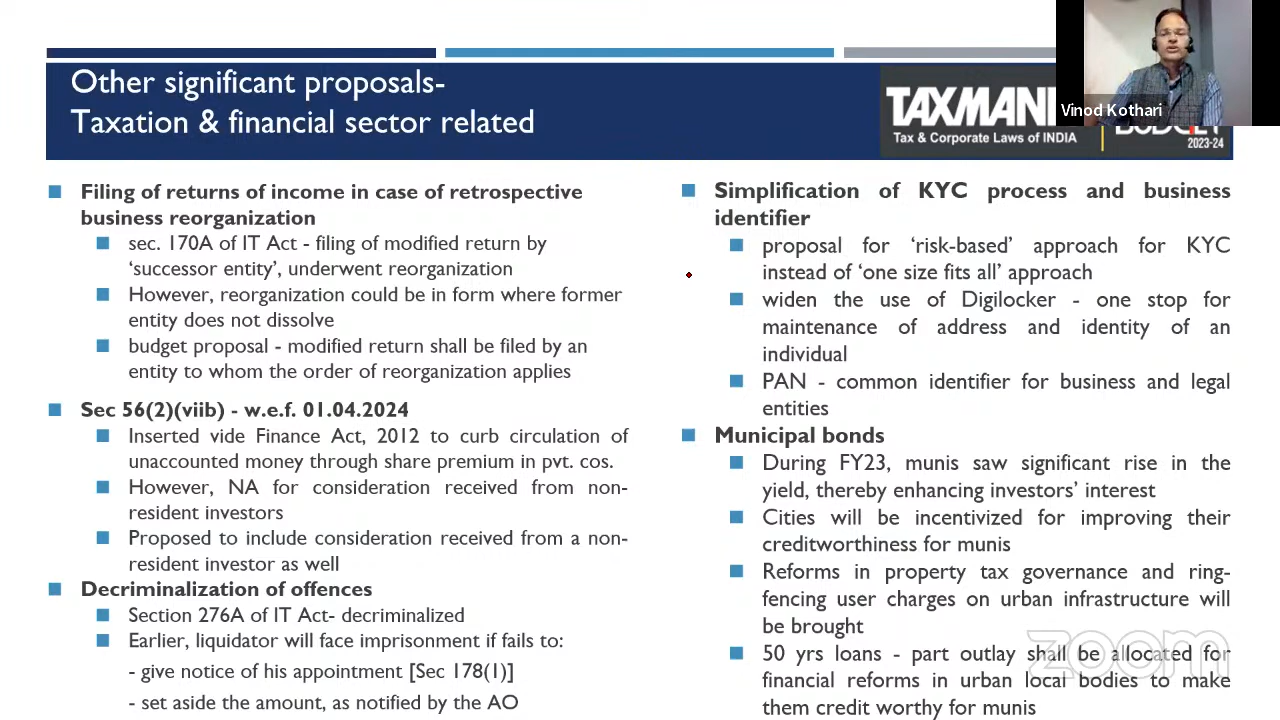 Other significant proposals-
Taxation & financial sector related
Tax & Corporate Laws of INDIA
2023-24
Vinod Kothari
Filing of returns of income in case of retrospective
business reorganization
sec. 170A of IT Act - filing of modified return by
‘successor entity’, underwent reorganization
However, reorganization could be in form where former
entity does not dissolve
budget proposal - modified return shall be filed by an
entity to whom the order of reorganization applies
Sec 56(2)(viib) - w.e.f. 01.04.2024
Inserted vide Finance Act, 2012 to curb circulation of
unaccounted money through share premium in pvt. cos.
However, NA for consideration received from non-
resident investors
Proposed to include consideration received from a non-
resident investor as well
Decriminalization of offences
Section 276A of IT Act- decriminalized
Earlier, liquidator will face imprisonment if fails to:
- give notice of his appointment [Sec 178(1)]
- set aside the amount, as notified by the AO
Simplification of KYC process and business
identifier
proposal for ‘risk-based’ approach for KYC
instead of ‘one size fits all’ approach
widen the use of Digilocker - one stop for
maintenance of address and identity of an
individual
PAN - common identifier for business and legal
entities
Municipal bonds
During FY23, munis saw significant rise in the
yield, thereby enhancing investors’ interest
Cities will be incentivized for improving their
creditworthiness for munis
Reforms in property tax governance and ring-
fencing user charges on urban infrastructure will
be brought
50 yrs loans - part outlay shall be allocated for
financial reforms in urban local bodies to make
them credit worthy for munis
zoom